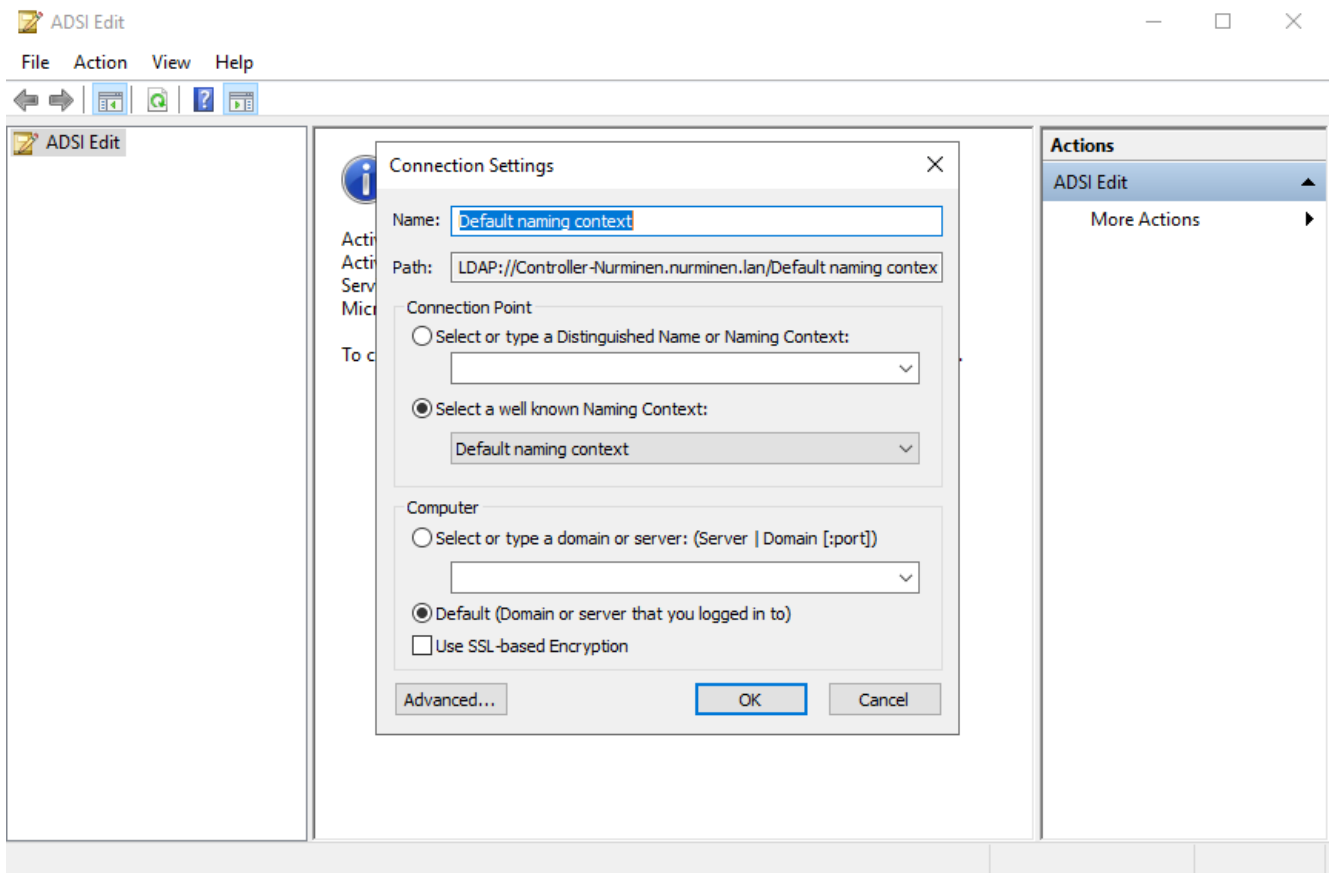 ADSI Edit
File Action View Help
ADSI Edit
Acti
Acti
Serv
Micr
To c
.
Connection Settings
Name: Default naming context
Path: LDAP://Controller-Nurminen.nurminen.lan/Default naming contex
Connection Point
Select or type a Distinguished Name or Naming Context:
Select a well known Naming Context:
Default naming context
Computer
Select or type a domain or server: (Server | Domain [:port])
Default (Domain or server that you logged in to)
Use SSL-based Encryption
Advanced... OK Cancel
Actions
ADSI Edit
More Actions